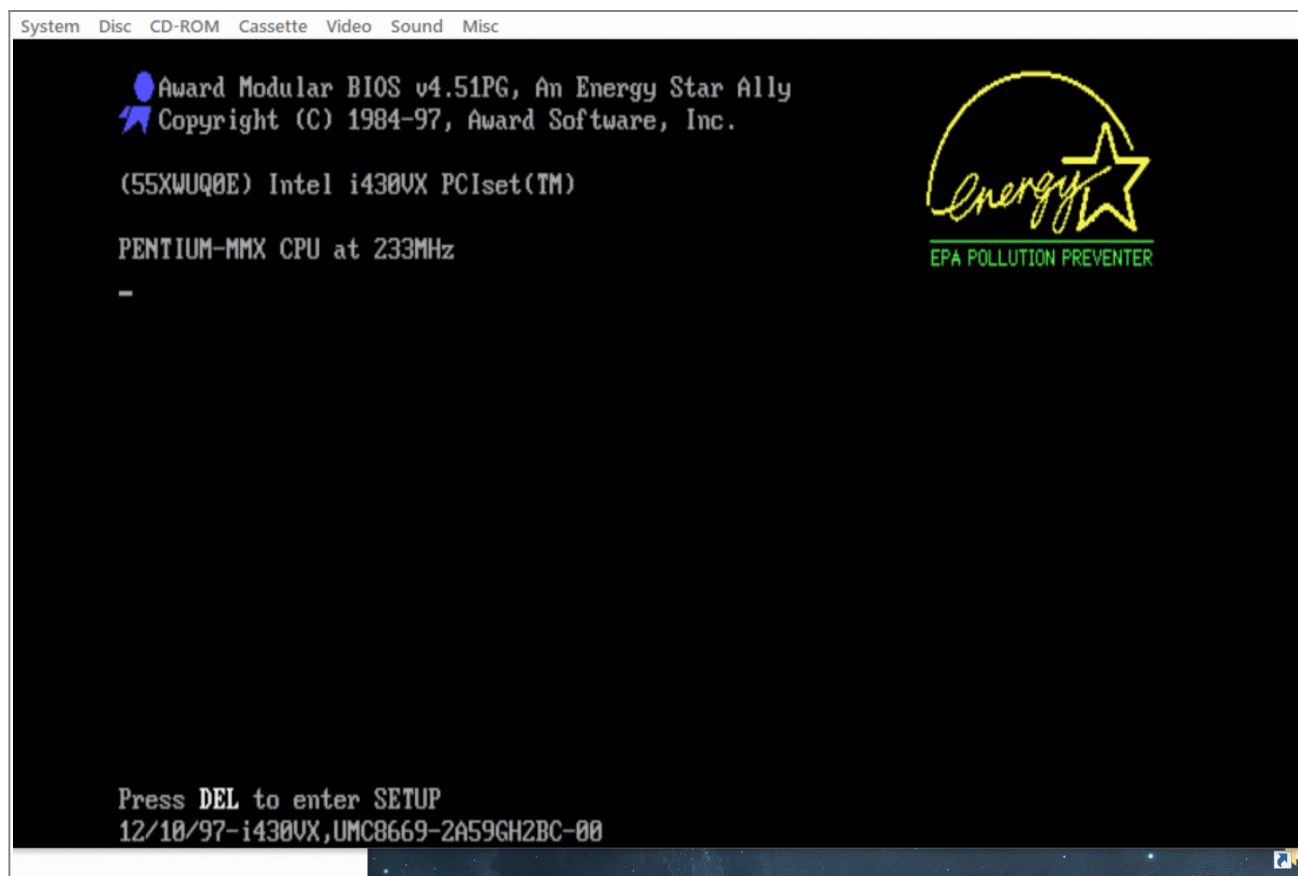 System Disc CD-ROM Cassette Video Sound Misc
Award Modular BIOS v4.51PG, An Energy Star Ally
Copyright (C) 1984-97, Award Software, Inc.
(55XWUQ0E) Intel i430VX PCIset(TM)
PENTIUM-MMX CPU at 233MHz
energy
EPA POLLUTION PREVENTER
Press DEL to enter SETUP
12/10/97-i430VX,UMC8669-2A59GH2BC-00